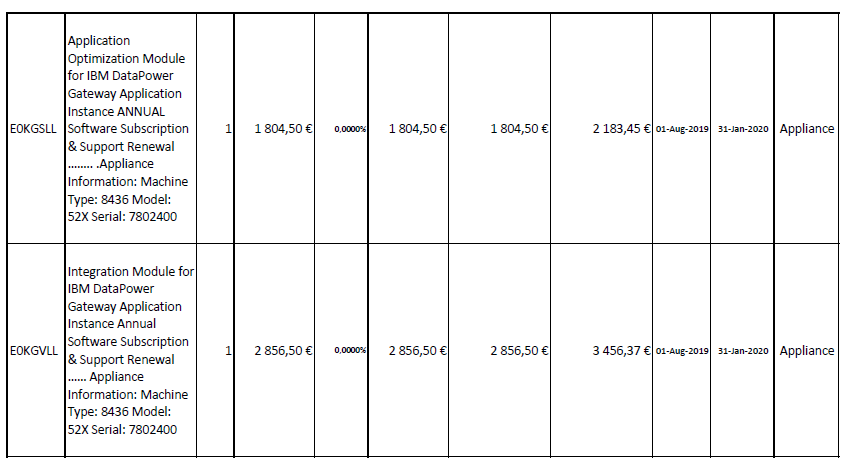 Application
Optimization Module
for IBM DataPower
Gateway Application
Instance ANNUAL
E0KGSLL Software Subscription 1 1 804,50 € 0,0000% 1 804,50 € 1 804,50 € 2 183,45 € 01-Aug-2019 31-Jan-2020 Appliance
& Support Renewal
........ .Appliance
Information: Machine
Type: 8436 Model:
52X Serial: 7802400
Integration Module for
IBM DataPower
Gateway Application
Instance Annual
Software Subscription
E0KGVLL & Support Renewal 1 2 856,50 € 0,0000% 2 856,50 € 2 856,50 € 3 456,37 € 01-Aug-2019 31-Jan-2020 Appliance
...... Appliance
Information: Machine
Type: 8436 Model:
52X Serial: 7802400